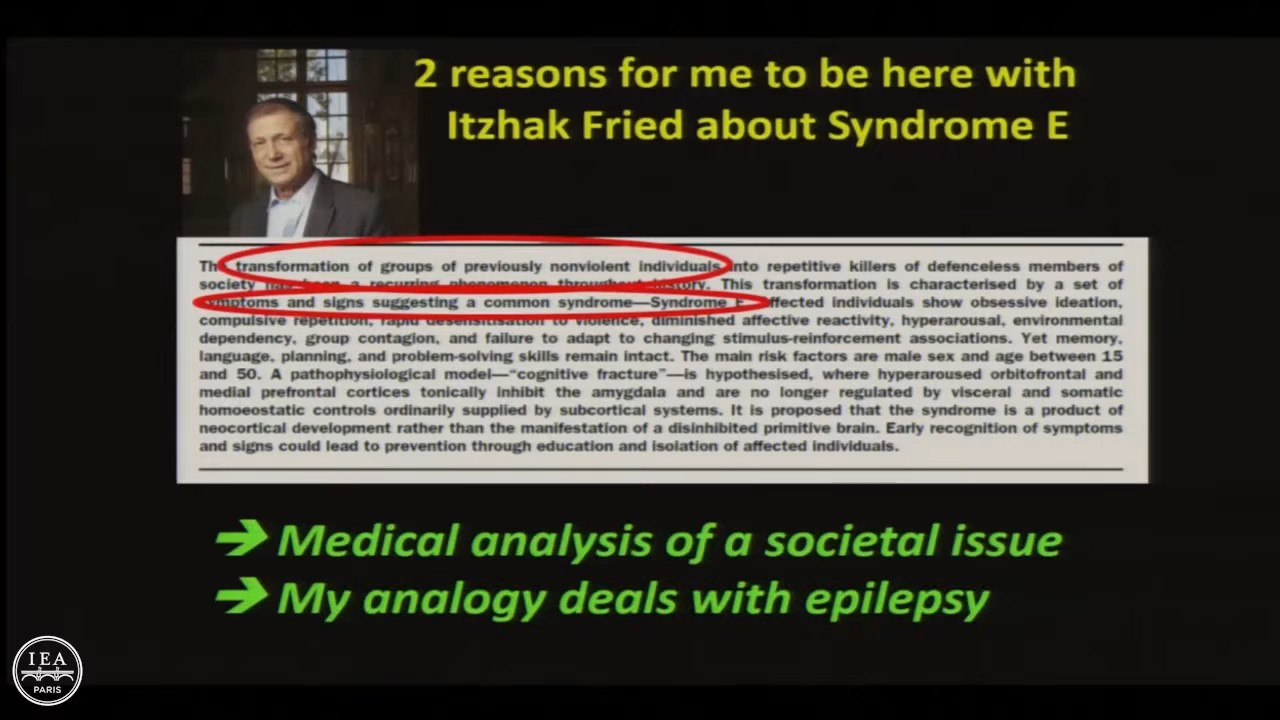 2 reasons for me to be here with
Itzhak Fried about Syndrome E
transformation of groups of previously nonviolent individuals into repetitive killers of defenceless members of
society has a recurring phenomenon throughout history. This transformation is characterised by a set of
symptoms and signs suggesting a common syndrome—Syndrome E. Affected individuals show obsessive ideation,
compulsive repetition, rapid desensitisation to violence, diminished affective reactivity, hyperarousal, environmental
dependency, group contagion, and failure to adapt to changing stimulus-reinforcement associations. Yet memory,
language, planning, and problem-solving skills remain intact. The main risk factors are male sex and age between 15
and 50. A pathophysiological model—“cognitive fracture”—is hypothesised, where hyperaroused orbitofrontal and
medial prefrontal cortices tonically inhibit the amygdala and are no longer regulated by visceral and somatic
homoeostatic controls ordinarily supplied by subcortical systems. It is proposed that the syndrome is a product of
neocortical development rather than the manifestation of a disinhibited primitive brain. Early recognition of symptoms
and signs could lead to prevention through education and isolation of affected individuals.
➔ Medical analysis of a societal issue
➔ My analogy deals with epilepsy
IEA
PARIS